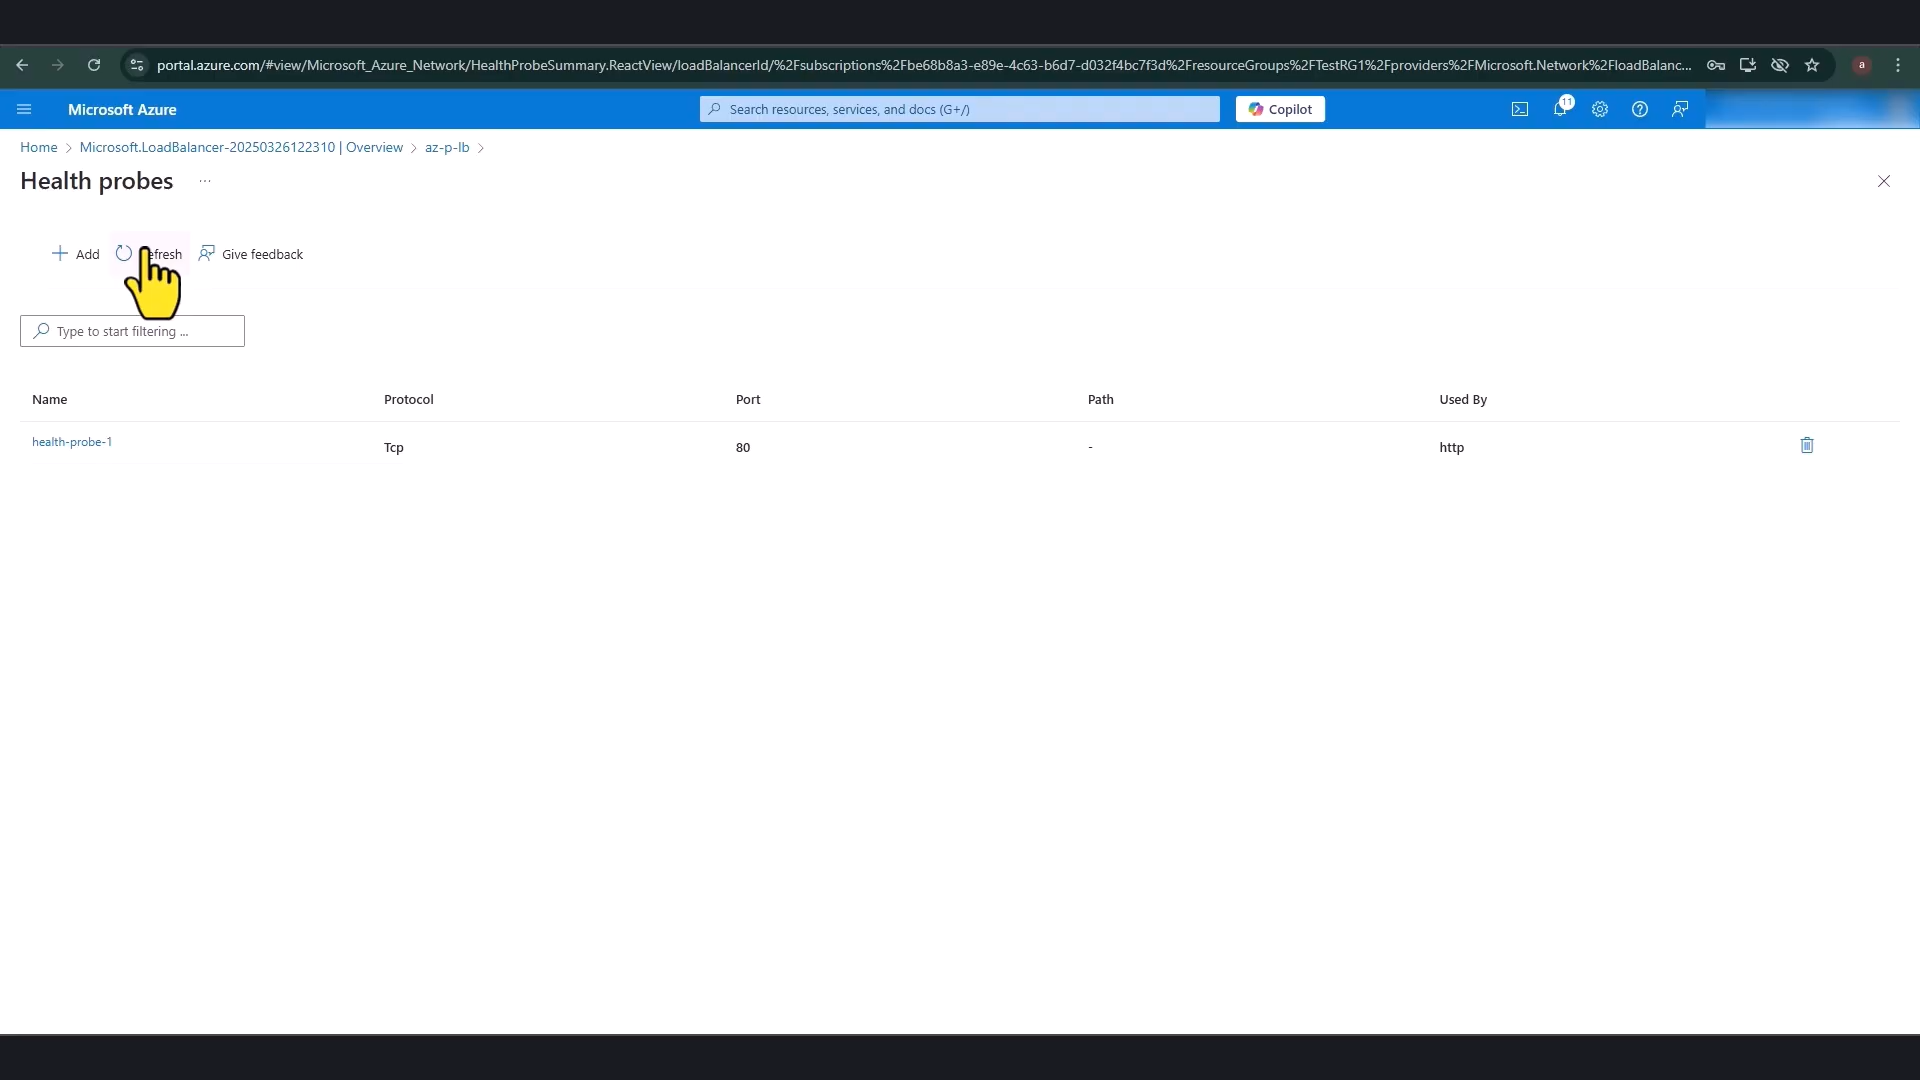 portal.azure.com/#view/Microsoft_Azure_Network/HealthProbeSummary.ReactView/loadBalancerId/%2Fsubscriptions%2Fbe68b8a3-e89e-4c63-b6d7-d032f4bc7f3d%2FresourceGroups%2FTestRG1%2Fproviders%2FMicrosoft.Network%2FloadBalanc... a
Microsoft Azure Search resources, services, and docs (G+/) Copilot 11
Home > Microsoft.LoadBalancer-20250326122310 | Overview > az-p-lb >
Health probes ...
Add efresh Give feedback
Type to start filtering ...
Name Protocol Port Path Used By
health-probe-1 Tcp 80 - http